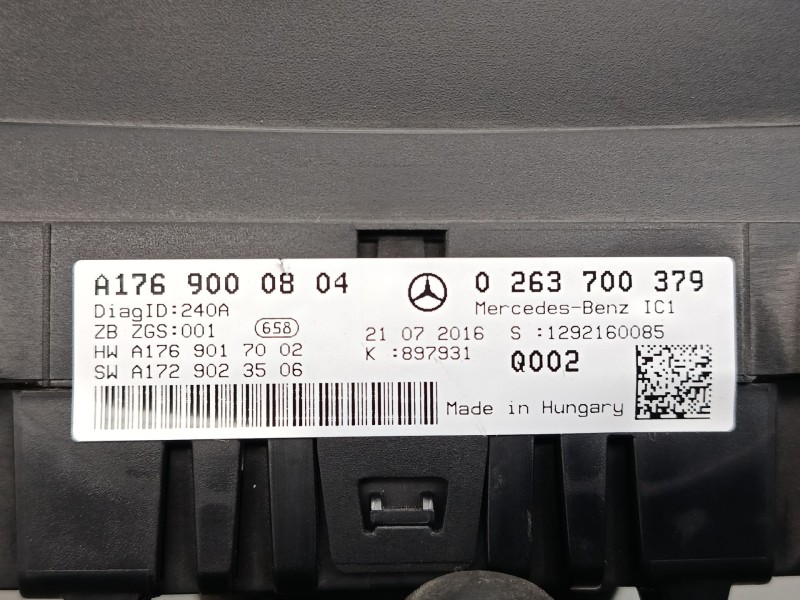 A176 900 08 04
0 263 700 379
DiagID:240A
Mercedes-Benz IC1
ZB ZGS:001 658
21 07 2016 S :1292160085
HW A176 901 70 02
K :897931
Q002
SW A172 902 35 06
Made in Hungary